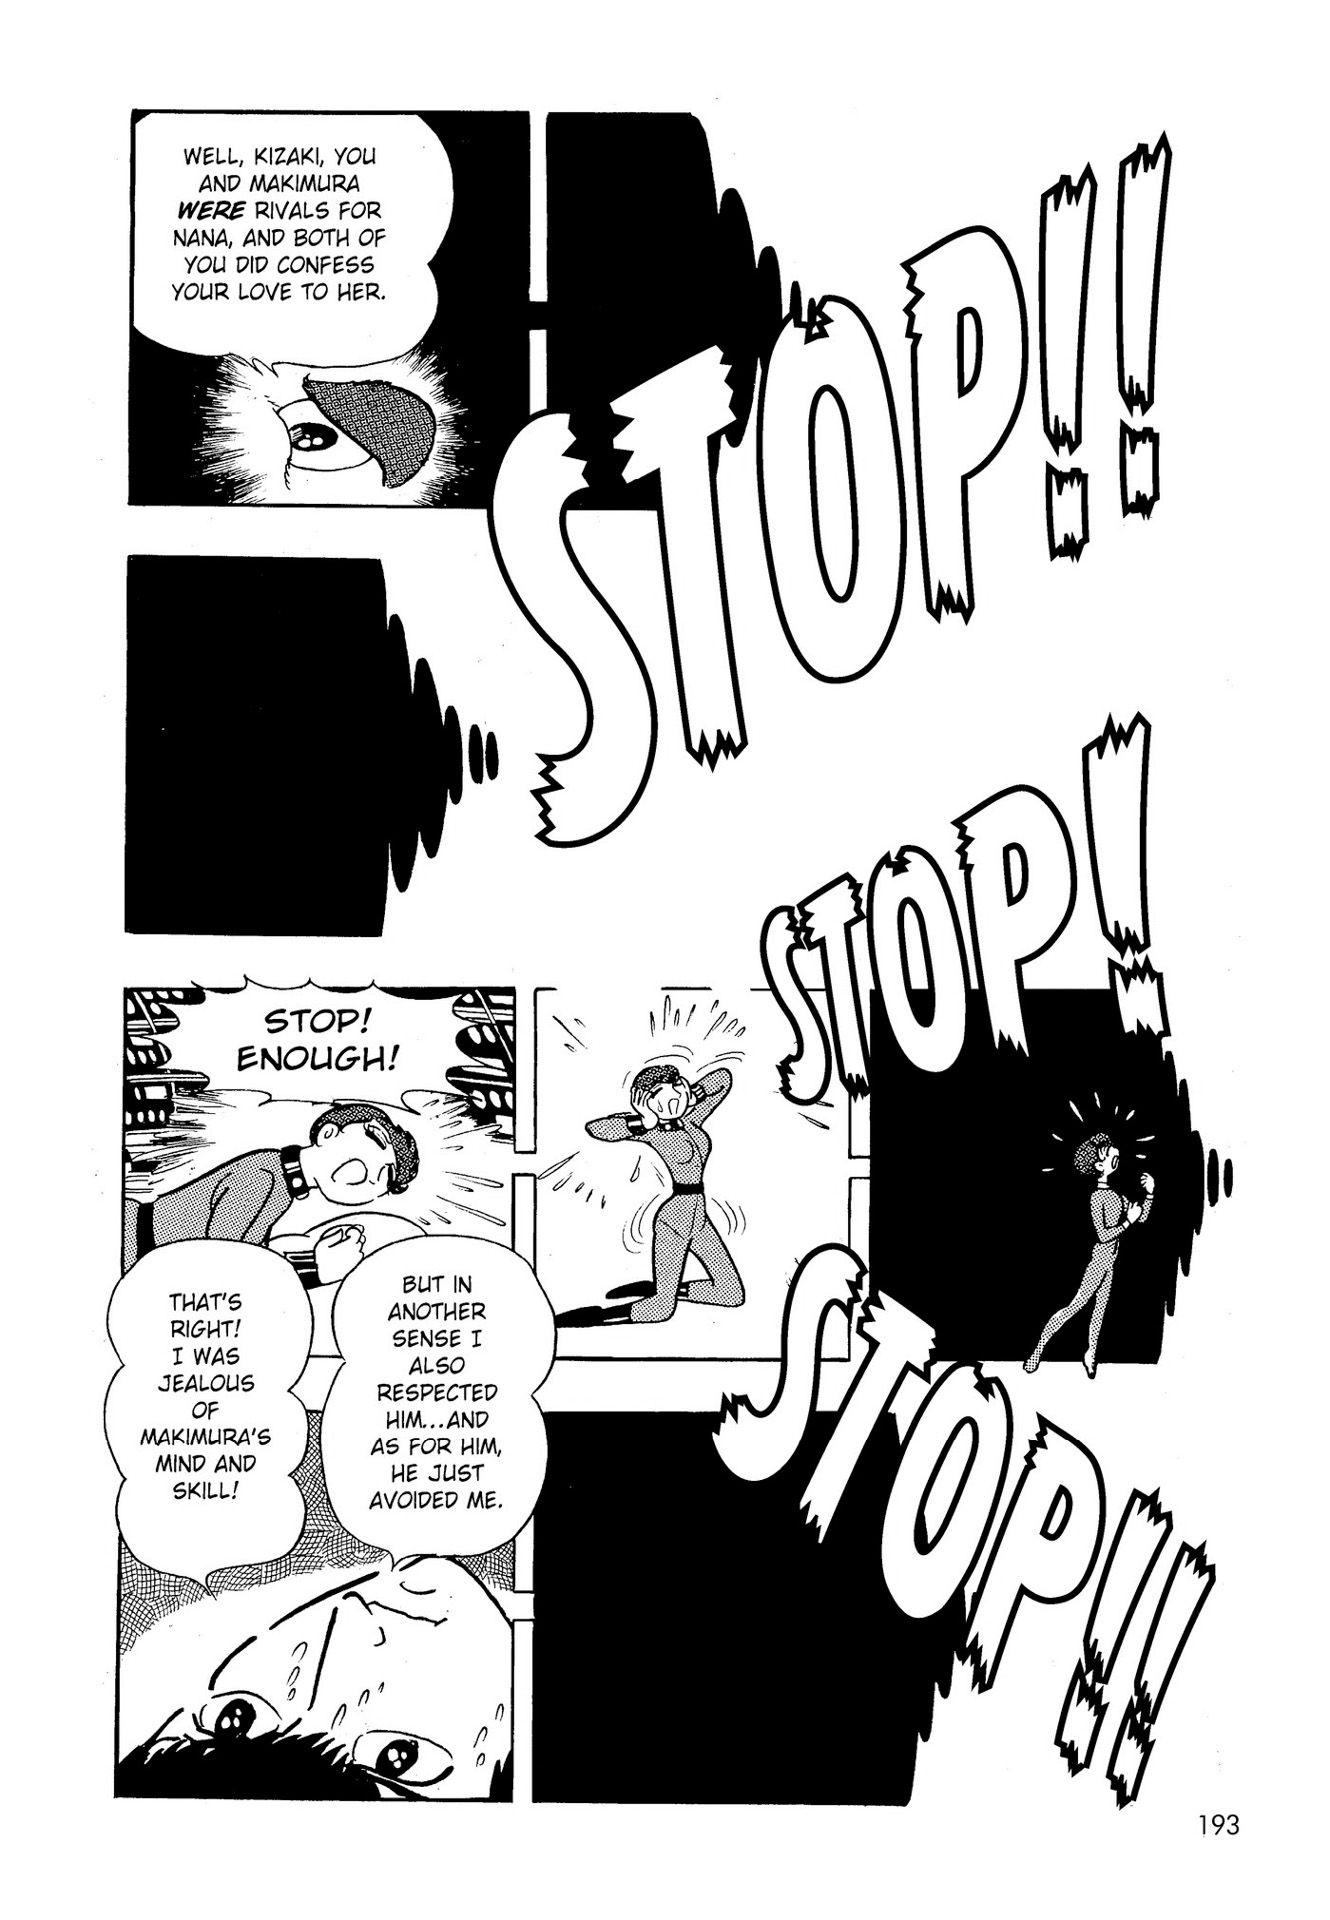 WELL, KIZAKI, YOU
AND MAKIMURA
WERE RIVALS FOR
NANA, AND BOTH OF
YOU DID CONFESS
YOUR LOVE TO HER.
STOP!!
STOP!
STOP!
ENOUGH!
STOP!!
THAT'S
RIGHT!
I WAS
JEALOUS
OF
MAKIMURA'S
MIND AND
SKILL!
BUT IN
ANOTHER
SENSE I
ALSO
RESPECTED
HIM...AND
AS FOR HIM,
HE JUST
AVOIDED ME.
193